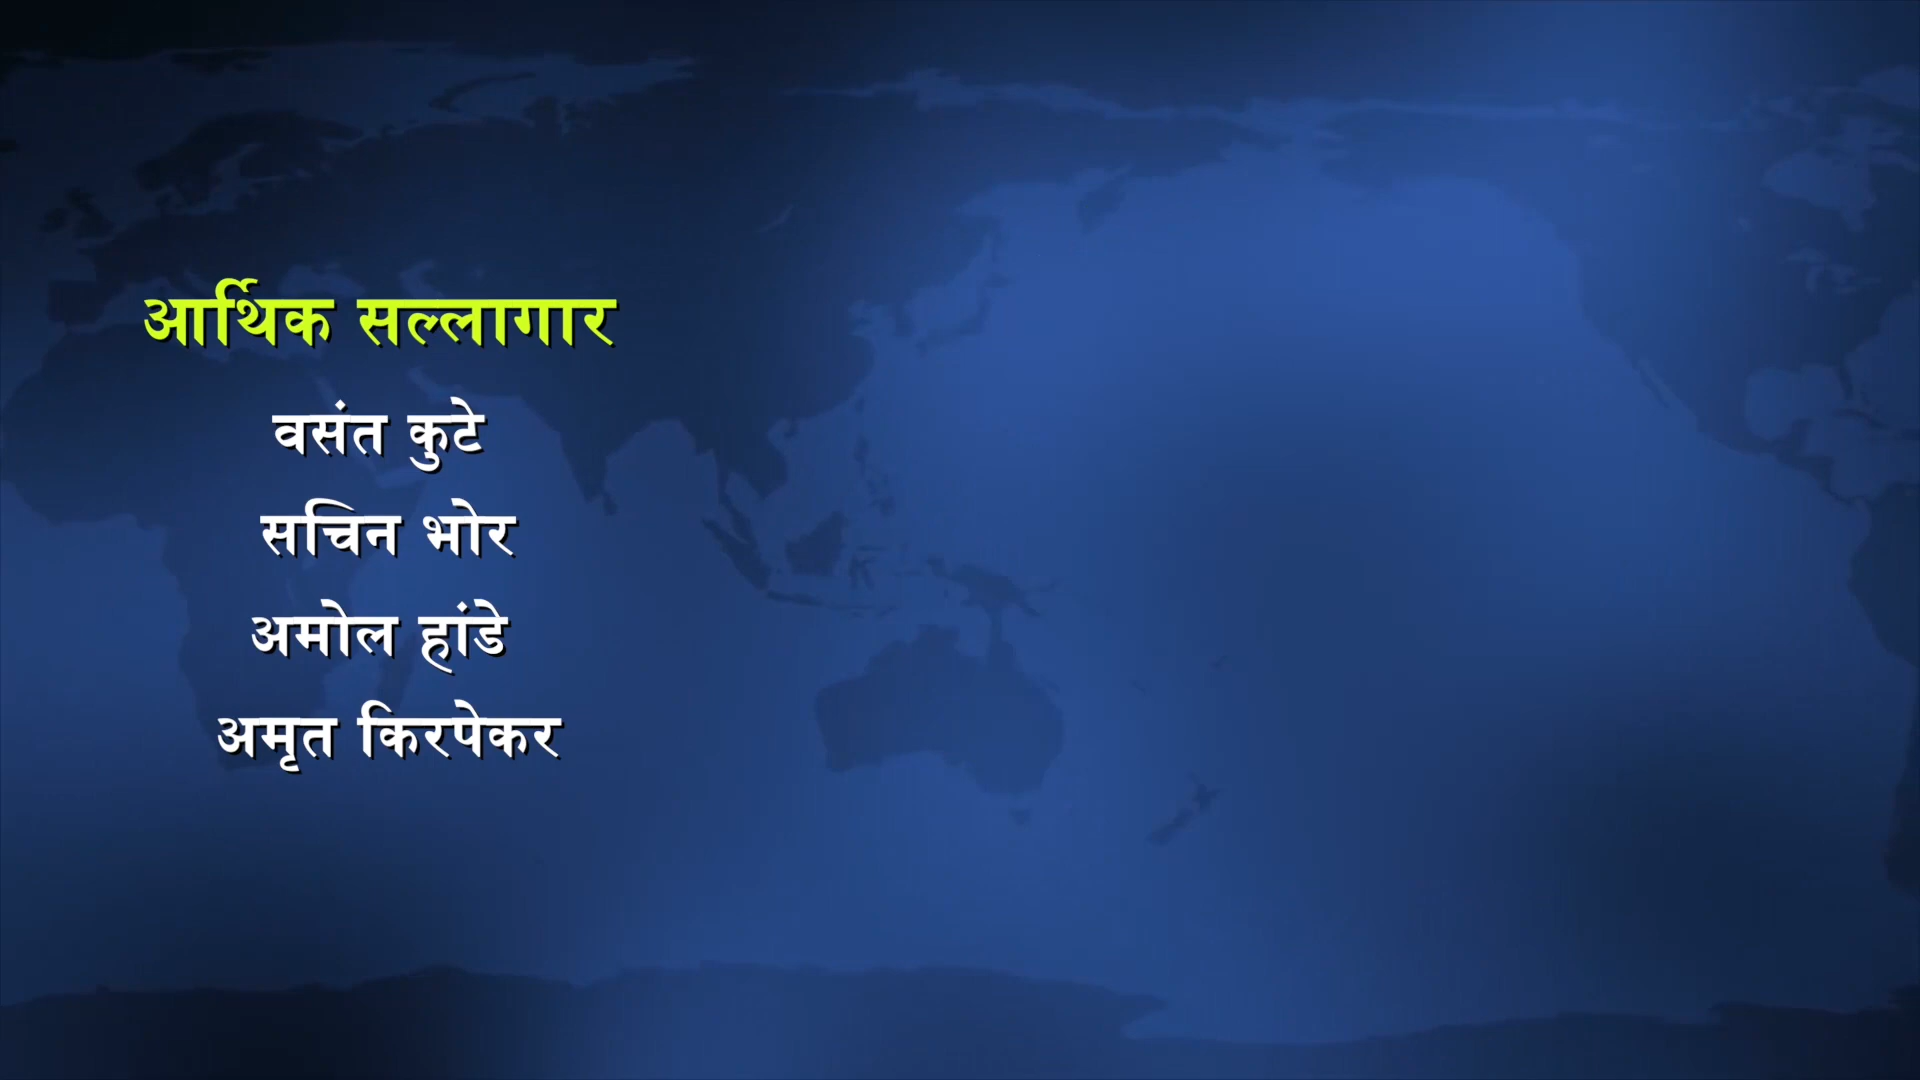 आर्थिक सल्लागार
वसंत कुटे
सचिन भोर
अमोल हांडे
अमृत किरपेकर